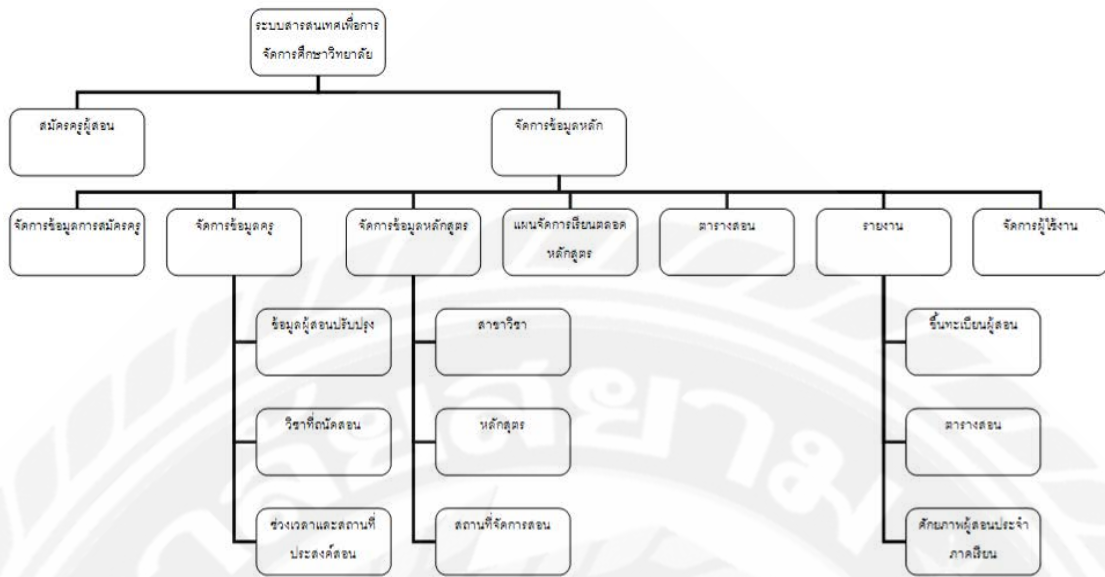 ระบบสารสนเทศเพื่อการ
จัดการศึกษาวิทยาลัย
สมัครครูผู้สอน
จัดการข้อมูลหลัก
จัดการข้อมูลการสมัครครู
จัดการข้อมูลครู
จัดการข้อมูลหลักสูตร
แผนจัดการเรียนตลอด
หลักสูตร
ตารางสอน
รายงาน
จัดการผู้ใช้งาน
ข้อมูลผู้สอนปรับปรุง
วิชาที่ถนัดสอน
ช่วงเวลาและสถานที่
ประสงค์สอน
สาขาวิชา
หลักสูตร
สถานที่จัดการสอน
ขึ้นทะเบียนผู้สอน
ตารางสอน
ศักยภาพผู้สอนประจำ
ภาคเรียน